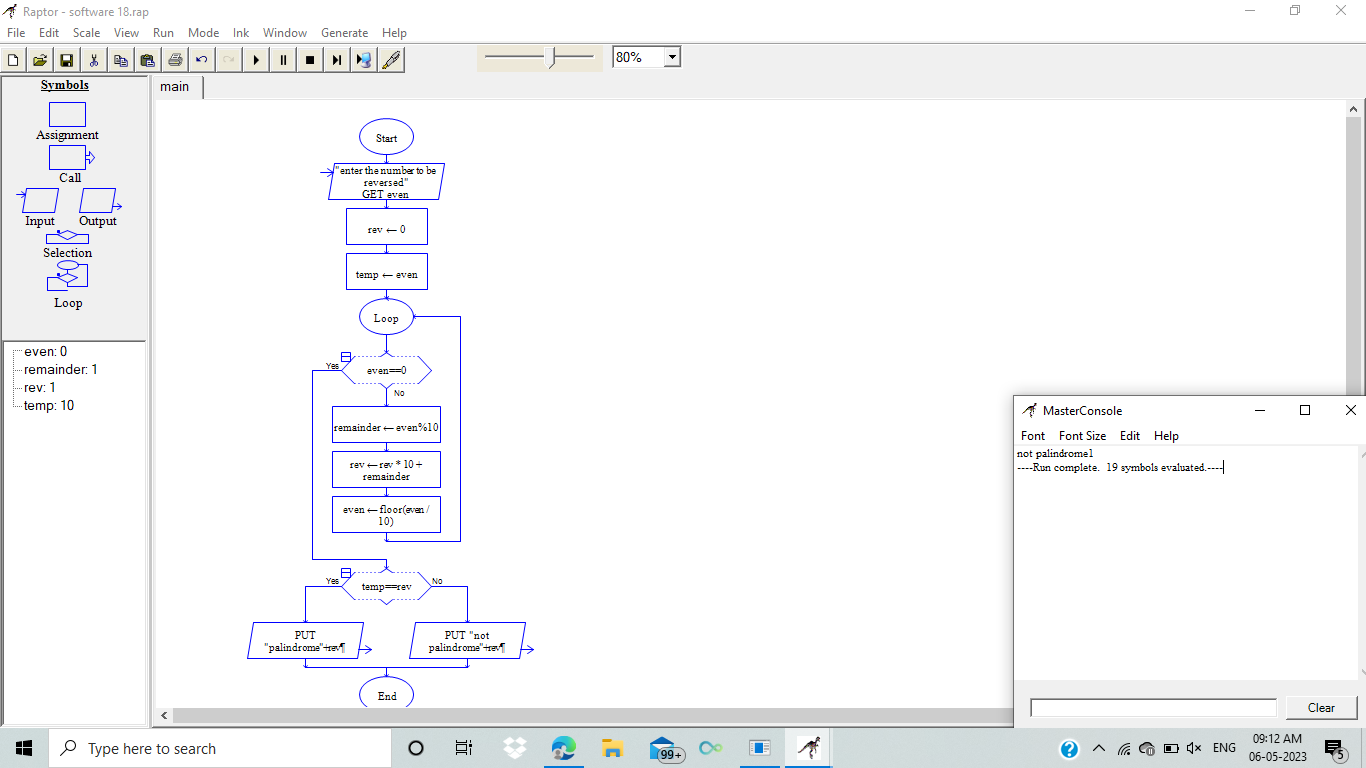 Raptor - software 18.rap
File Edit Scale View Run Mode Ink Window Generate Help
80%
Symbols
Assignment
Call
Input Output
Selection
Loop
even: 0
remainder: 1
rev: 1
temp: 10
main
Start
"enter the number to be
reversed"
GET even
rev ← 0
temp ← even
Loop
Yes
even==0
No
remainder ← even%10
rev ← rev * 10 +
remainder
even ← floor(even /
10)
Yes
temp==rev
No
PUT
"palindrome"+rev¶
PUT "not
palindrome"+rev¶
End
MasterConsole
Font Font Size Edit Help
not palindrome1
----Run complete. 19 symbols evaluated.----
Clear
Type here to search
99+
ENG
09:12 AM
06-05-2023
5